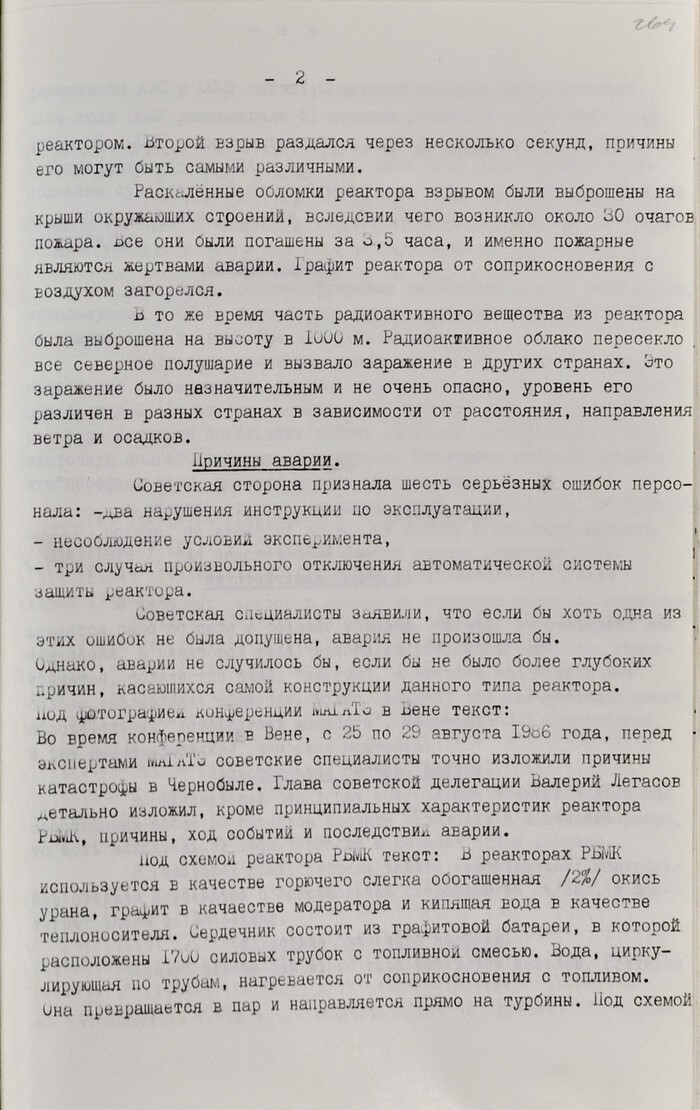 264
- 2 -
реактором. Второй взрыв раздался через несколько секунд, причины
его могут быть самыми различными.
Раскалённые обломки реактора взрывом были выброшены на
крыши окружающих строений, вследсвии чего возникло около 30 очагов
пожара. Все они были погашены за 3,5 часа, и именно пожарные
являются жертвами аварии. Графит реактора от соприкосновения с
воздухом загорелся.
В то же время часть радиоактивного вещества из реактора
была выброшена на высоту в 1000 м. Радиоактивное облако пересекло
все северное полушарие и вызвало заражение в других странах. Это
заражение было незначительным и не очень опасно, уровень его
различен в разных странах в зависимости от расстояния, направления
ветра и осадков.
Причины аварии.
Советская сторона признала шесть серьёзных ошибок персо-
нала: -два нарушения инструкции по эксплуатации,
- несоблюдение условий эксперимента,
- три случая произвольного отключения автоматической системы
защиты реактора.
Советская специалисты заявили, что если бы хоть одна из
этих ошибок не была допущена, авария не произошла бы.
Однако, аварии не случилось бы, если бы не было более глубоких
причин, касающихся самой конструкции данного типа реактора.
Под фотографией конференции МАГАТЭ в Вене текст:
Во время конференции в Вене, с 25 по 29 августа 1986 года, перед
экспертами МАГАТЭ советские специалисты точно изложили причины
катастрофы в Чернобыле. Глава советской делегации Валерий Легасов
детально изложил, кроме принципиальных характеристик реактора
РБМК, причины, ход событий и последствия аварии.
Под схемой реактора РБМК текст: В реакторах РБМК
используется в качестве горючего слегка обогащенная /2%/ окись
урана, графит в качаестве модератора и кипящая вода в качестве
теплоносителя. Сердечник состоит из графитовой батареи, в которой
расположены 1700 силовых трубок с топливной смесью. Вода, цирку-
лирующая по трубам, нагревается от соприкосновения с топливом.
Она превращается в пар и направляется прямо на турбины. Под схемой